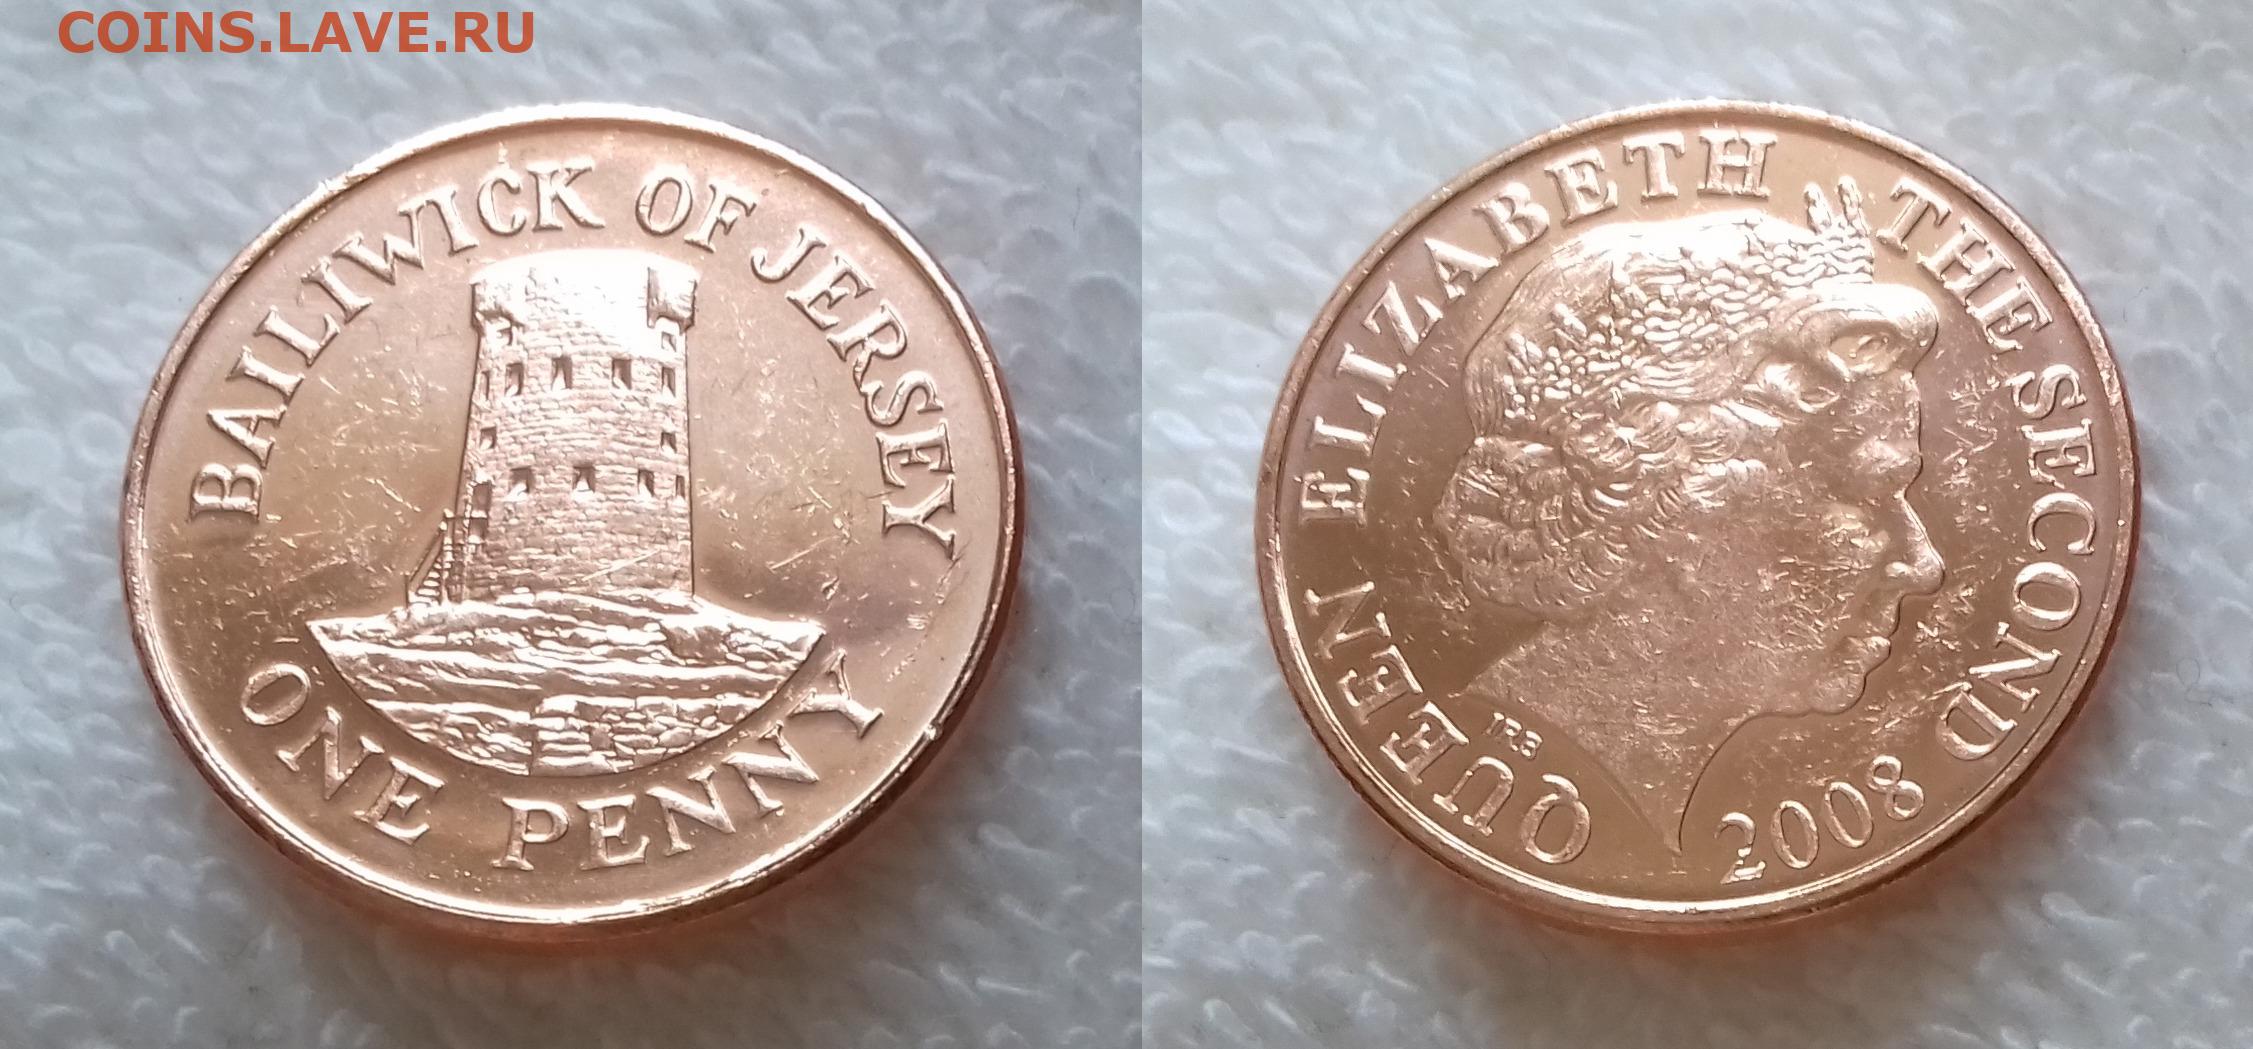 COINS.LAVE.RU
BAILIWICK OF JERSEY
ONE PENNY
QUEEN ELIZABETH THE SECOND
IRB
2008